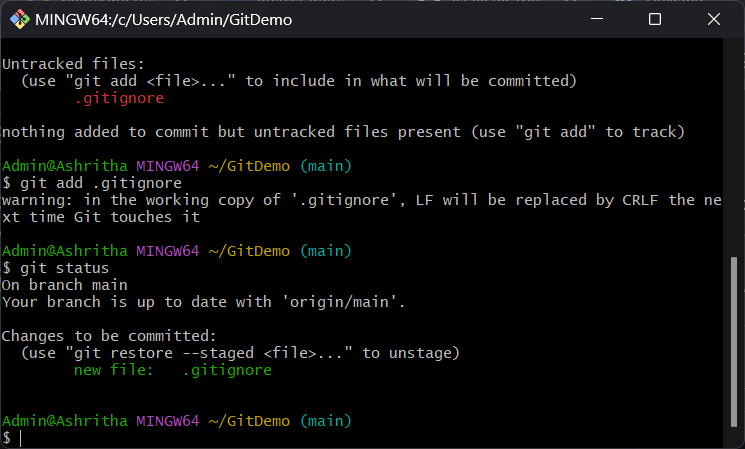 MINGW64:/c/Users/Admin/GitDemo
Untracked files:
  (use "git add <file>..." to include in what will be committed)
        .gitignore
nothing added to commit but untracked files present (use "git add" to track)
Admin@Ashritha MINGW64 ~/GitDemo (main)
$ git add .gitignore
warning: in the working copy of '.gitignore', LF will be replaced by CRLF the ne
xt time Git touches it
Admin@Ashritha MINGW64 ~/GitDemo (main)
$ git status
On branch main
Your branch is up to date with 'origin/main'.
Changes to be committed:
  (use "git restore --staged <file>..." to unstage)
        new file:   .gitignore
Admin@Ashritha MINGW64 ~/GitDemo (main)
$